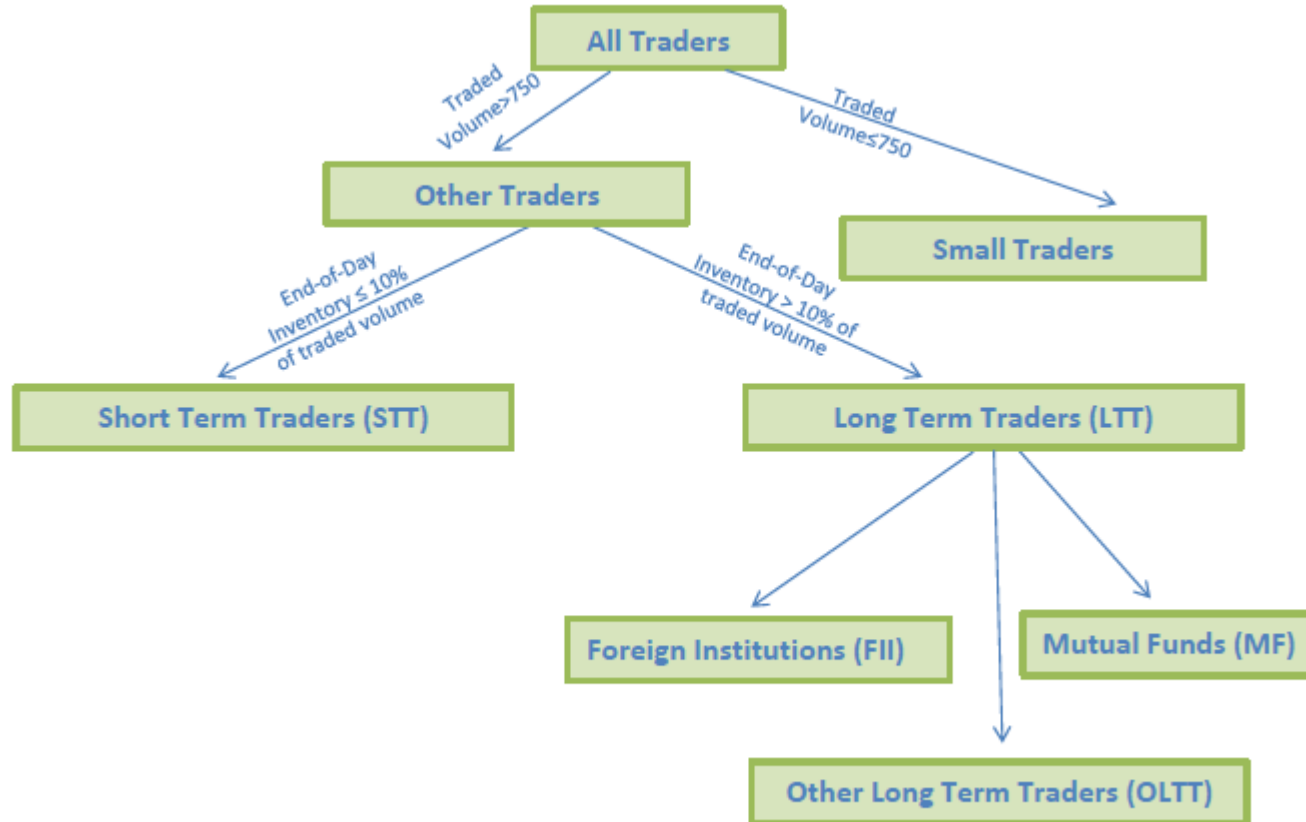 All Traders
Traded
Volume>750
Traded
Volume≤750
Other Traders
Small Traders
End-of-Day
Inventory ≤ 10%
of traded volume
End-of-Day
Inventory > 10% of
traded volume
Short Term Traders (STT)
Long Term Traders (LTT)
Foreign Institutions (FII)
Mutual Funds (MF)
Other Long Term Traders (OLTT)